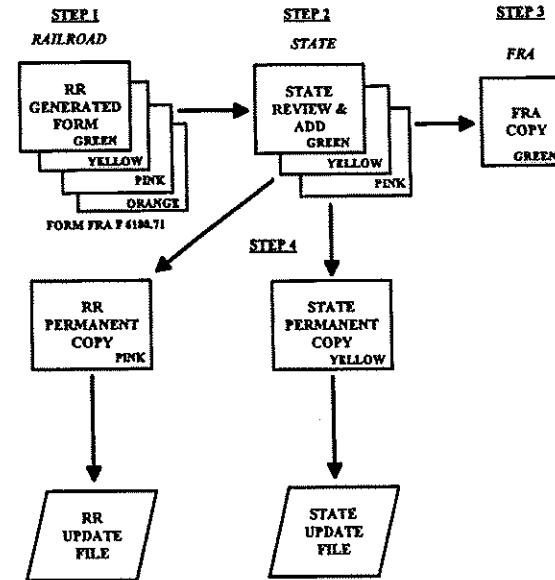 STEP 1
STEP 2
STEP 3
RAILROAD
STATE
FRA
RR
GENERATED
FORM
GREEN
YELLOW
PINK
ORANGE
FORM FRA F 6180.71
STATE
REVIEW &
ADD
GREEN
YELLOW
PINK
FRA
COPY
GREEN
STEP 4
RR
PERMANENT
COPY
PINK
STATE
PERMANENT
COPY
YELLOW
RR
UPDATE
FILE
STATE
UPDATE
FILE